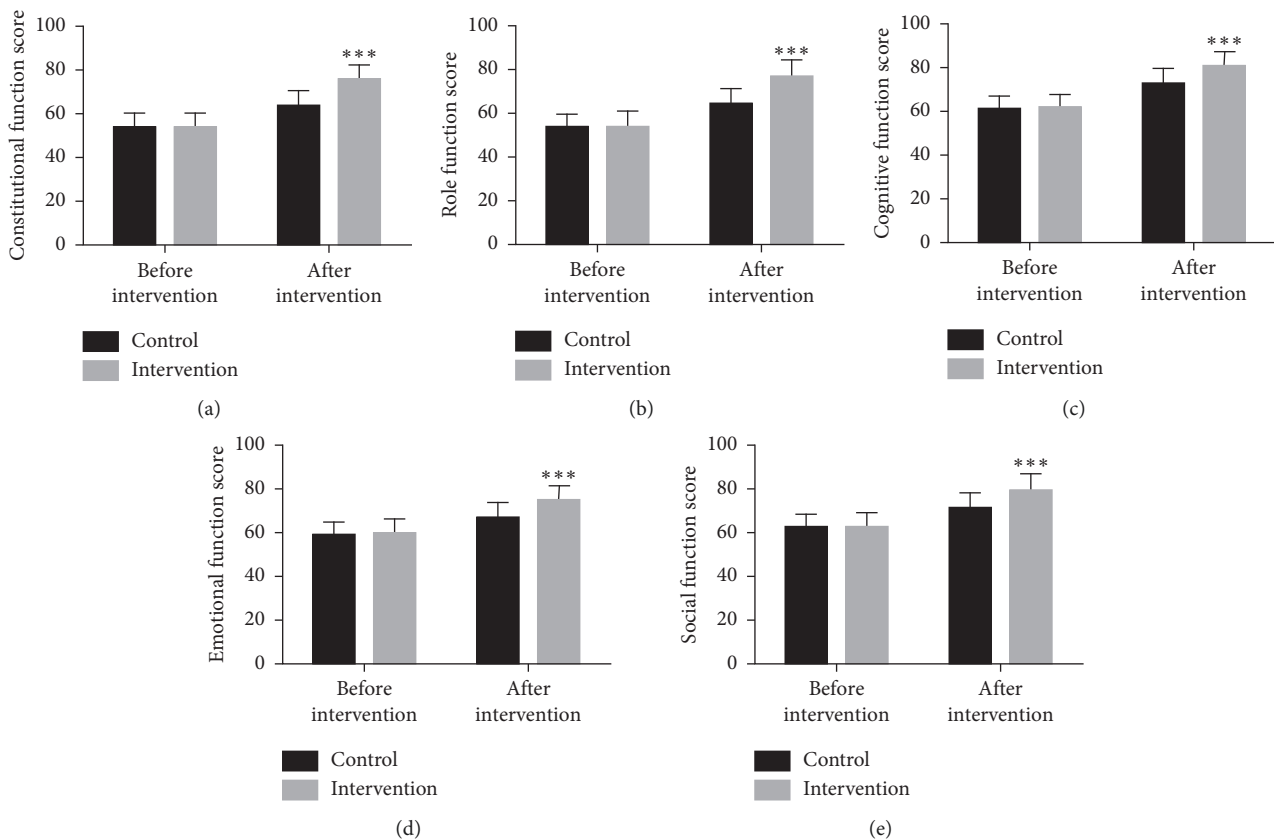 Constitutional function score
100
80
60
40
20
0
***
Before
intervention
After
intervention
Control
Intervention
(a)
Role function score
100
80
60
40
20
0
***
Before
intervention
After
intervention
Control
Intervention
(b)
Cognitive function score
100
80
60
40
20
0
***
Before
intervention
After
intervention
Control
Intervention
(c)
Emotional function score
100
80
60
40
20
0
***
Before
intervention
After
intervention
Control
Intervention
(d)
Social function score
100
80
60
40
20
0
***
Before
intervention
After
intervention
Control
Intervention
(e)